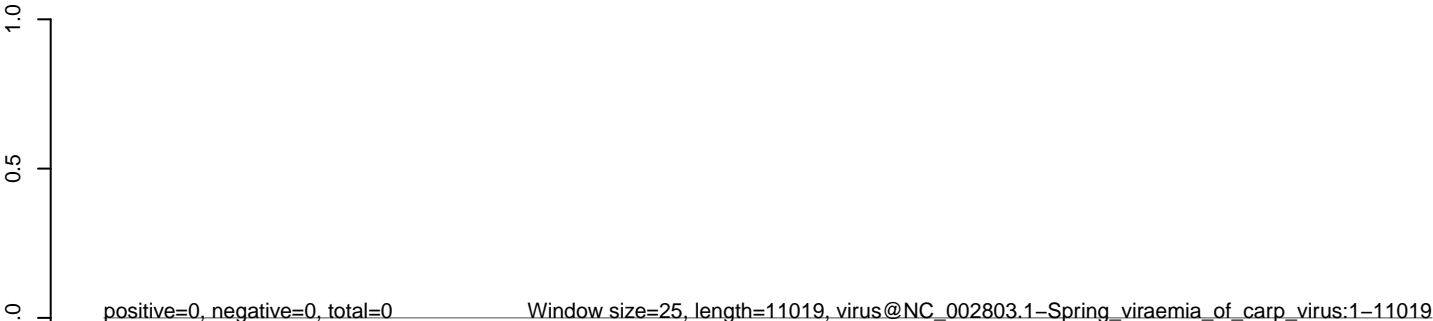 1.0
0.5
.0
positive=0, negative=0, total=0
Window size=25, length=11019, virus@NC_002803.1−Spring_viraemia_of_carp_virus:1−11019